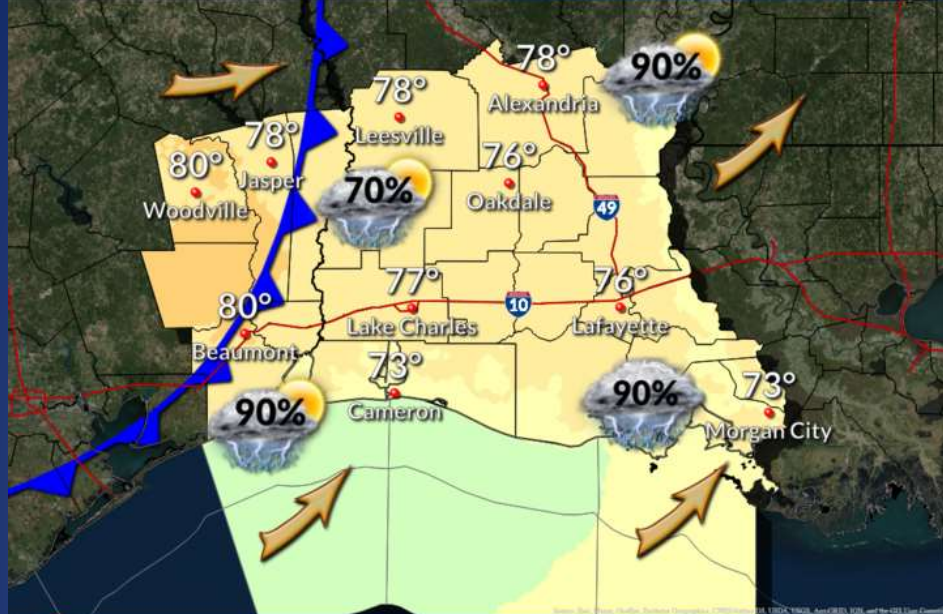 78°
Alexandria
90%
78°
Leesville
78°
Jasper
80°
Woodville
76°
Oakdale
70%
49
77°
Lake Charles
10
76°
Lafayette
80°
Beaumont
73°
Cameron
90%
90%
73°
Morgan City